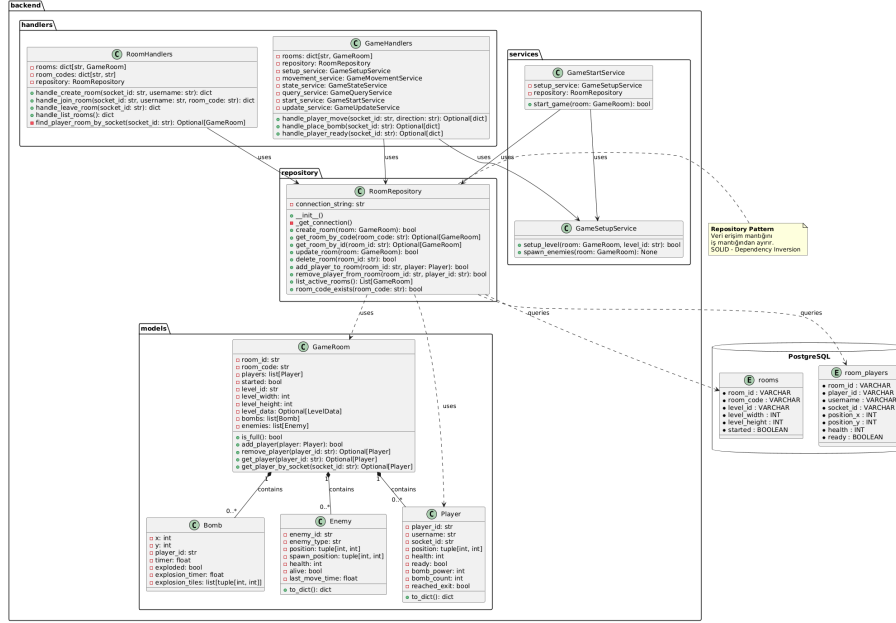 backend
handlers
RoomHandlers
rooms: dict[str, GameRoom]
room_codes: dict[str, str]
repository: RoomRepository
handle_create_room(socket_id: str, username: str): dict
handle_join_room(socket_id: str, username: str, room_code: str): dict
handle_leave_room(socket_id: str): dict
handle_list_rooms(): dict
find_player_room_by_socket(socket_id: str): Optional[GameRoom]
GameHandlers
rooms: dict[str, GameRoom]
repository: RoomRepository
setup_service: GameSetupService
movement_service: GameMovementService
state_service: GameStateService
query_service: GameQueryService
start_service: GameStartService
update_service: GameUpdateService
handle_player_move(socket_id: str, direction: str): Optional[dict]
handle_place_bomb(socket_id: str): Optional[dict]
handle_player_ready(socket_id: str): Optional[dict]
services
GameStartService
setup_service: GameSetupService
repository: RoomRepository
start_game(room: GameRoom): bool
uses
uses
uses
uses
uses
repository
RoomRepository
connection_string: str
__init__()
_get_connection()
create_room(room: GameRoom): bool
get_room_by_code(room_code: str): Optional[GameRoom]
get_room_by_id(room_id: str): Optional[GameRoom]
update_room(room: GameRoom): bool
delete_room(room_id: str): bool
add_player_to_room(room_id: str, player: Player): bool
remove_player_from_room(room_id: str, player_id: str): bool
list_active_rooms(): List[GameRoom]
room_code_exists(room_code: str): bool
GameSetupService
setup_level(room: GameRoom, level_id: str): bool
spawn_enemies(room: GameRoom): None
Repository Pattern
Veri erişim mantığını
iş mantığından ayırır.
SOLID - Dependency Inversion
uses
queries
queries
models
GameRoom
room_id: str
room_code: str
players: list[Player]
started: bool
level_id: str
level_width: int
level_height: int
level_data: Optional[LevelData]
bombs: list[Bomb]
enemies: list[Enemy]
is_full(): bool
add_player(player: Player): bool
remove_player(player_id: str): Optional[Player]
get_player(player_id: str): Optional[Player]
get_player_by_socket(socket_id: str): Optional[Player]
uses
PostgreSQL
rooms
room_id : VARCHAR
room_code : VARCHAR
level_id : VARCHAR
level_width : INT
level_height : INT
started : BOOLEAN
room_players
room_id : VARCHAR
player_id : VARCHAR
username : VARCHAR
socket_id : VARCHAR
position_x : INT
position_y : INT
health : INT
ready : BOOLEAN
1
1
1
contains
contains
contains
0..*
0..*
0..*
Bomb
x: int
y: int
player_id: str
timer: float
exploded: bool
explosion_timer: float
explosion_tiles: list[tuple[int, int]]
Enemy
enemy_id: str
enemy_type: str
position: tuple[int, int]
spawn_position: tuple[int, int]
health: int
alive: bool
last_move_time: float
to_dict(): dict
Player
player_id: str
username: str
socket_id: str
position: tuple[int, int]
health: int
ready: bool
bomb_power: int
bomb_count: int
reached_exit: bool
to_dict(): dict